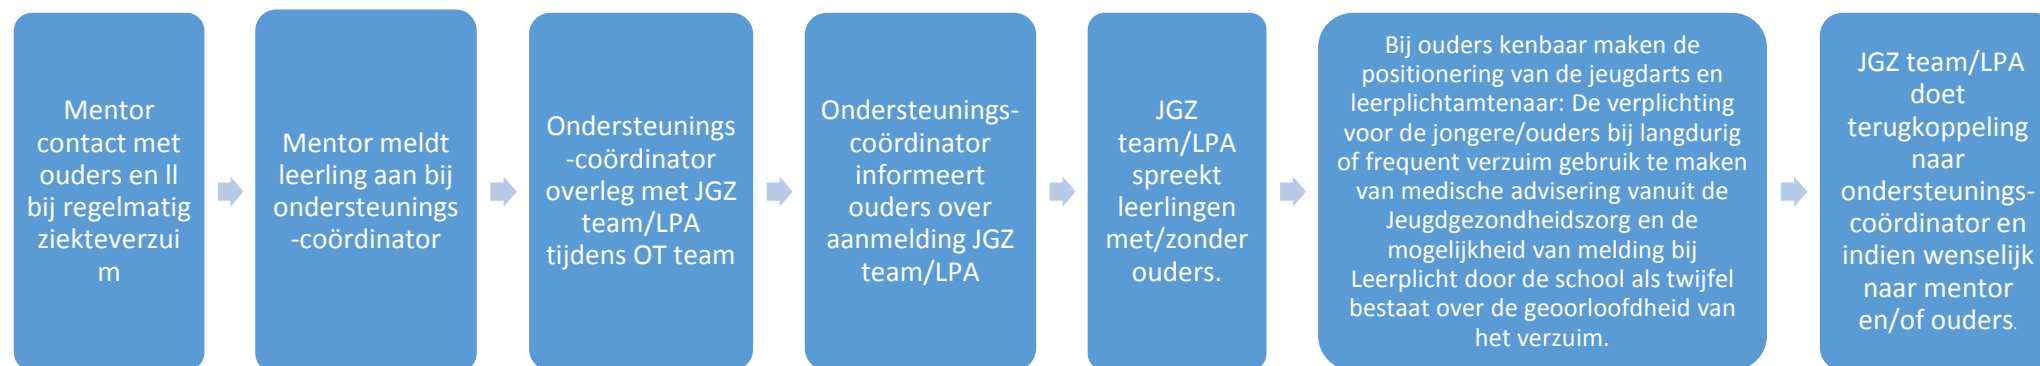 Mentor
contact met
ouders en ll
bij regelmatig
ziekteverzui
m
Mentor meldt
leerling aan bij
ondersteunings
-coördinator
Ondersteunings
-coördinator
overleg met JGZ
team/LPA
tijdens OT team
Ondersteunings-
coördinator
informeert
ouders over
aanmelding JGZ
team/LPA
JGZ
team/LPA
spreekt
leerlingen
met/zonder
ouders.
Bij ouders kenbaar maken de
positionering van de jeugdarts en
leerplichtamtenaar: De verplichting
voor de jongere/ouders bij langdurig
of frequent verzuim gebruik te maken
van medische advisering vanuit de
Jeugdgezondheidszorg en de
mogelijkheid van melding bij
Leerplicht door de school als twijfel
bestaat over de geoorloofdheid van
het verzuim.
JGZ team/LPA
doet
terugkoppeling
naar
ondersteunings-
coördinator en
indien wenselijk
naar mentor
en/of ouders.